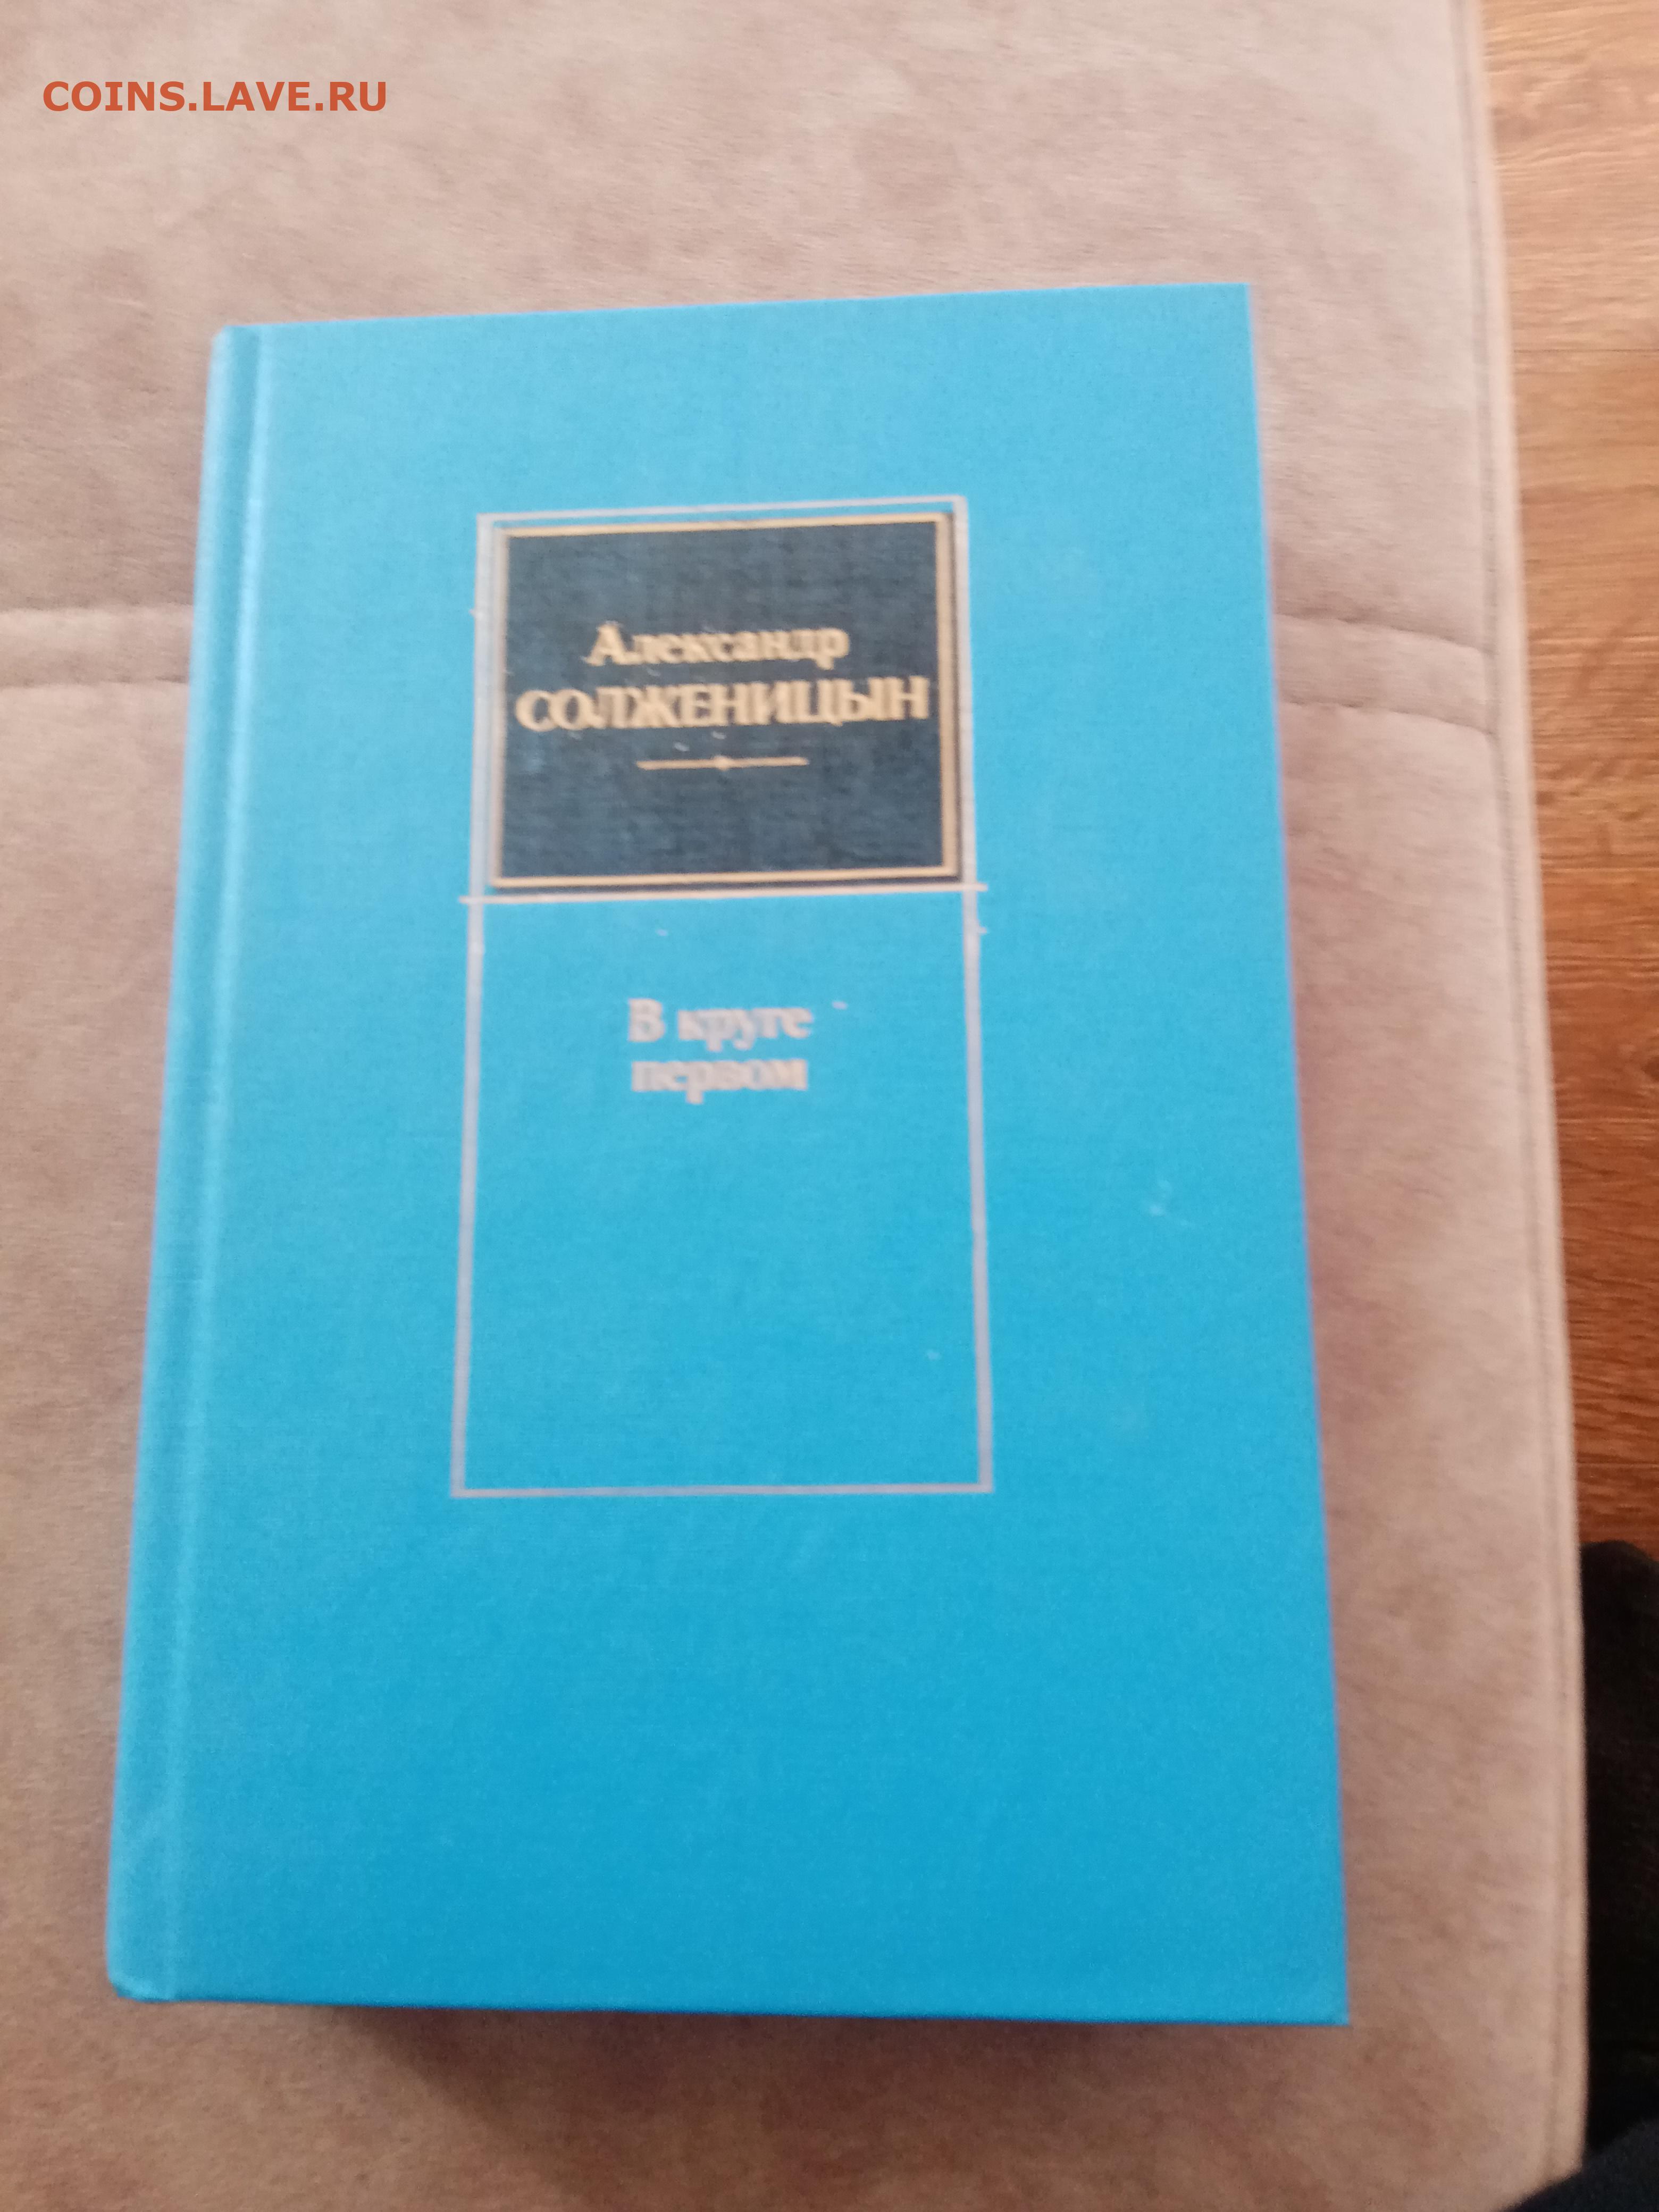 COINS.LAVE.RU
Александр
СОЛЖЕНИЦЫН
В круге
первом